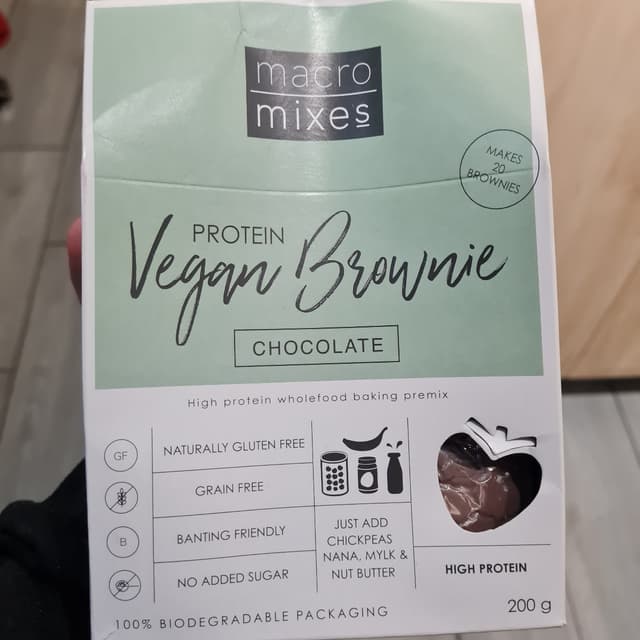 macro
mixes
MAKES
20
BROWNIES
PROTEIN
Vegan Brownie
CHOCOLATE
High protein wholefood baking premix
GF
NATURALLY GLUTEN FREE
GRAIN FREE
B
BANTING FRIENDLY
NO ADDED SUGAR
JUST ADD
CHICKPEAS
NANA, MYLK &
NUT BUTTER
HIGH PROTEIN
100% BIODEGRADABLE PACKAGING
200 g